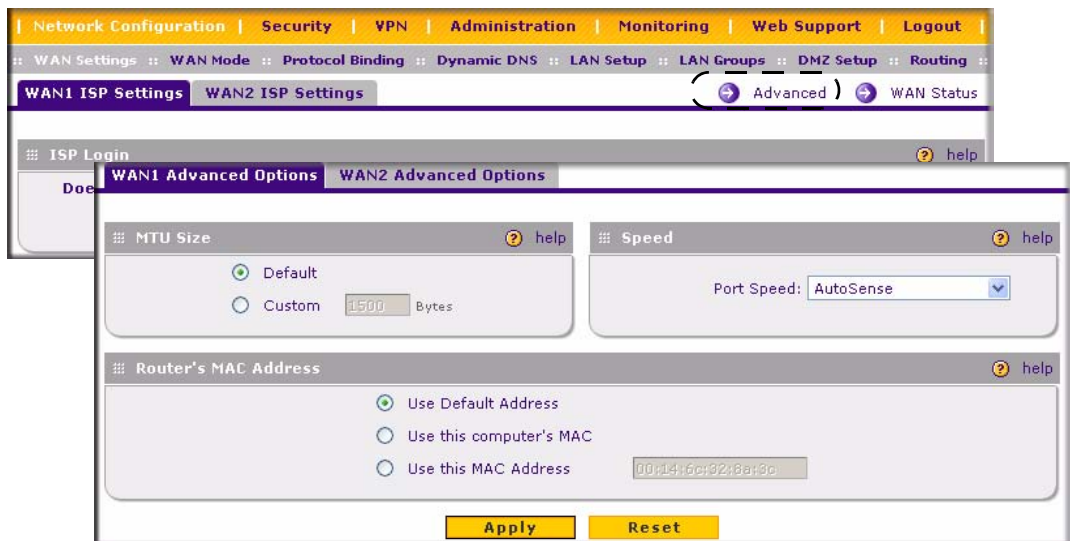 Network Configuration | Security | VPN | Administration | Monitoring | Web Support | Logout
:: WAN Settings :: WAN Mode :: Protocol Binding :: Dynamic DNS :: LAN Setup :: LAN Groups :: DMZ Setup :: Routing ::
WAN1 ISP Settings WAN2 ISP Settings Advanced WAN Status
ISP Login ? help
Doe
WAN1 Advanced Options WAN2 Advanced Options
MTU Size ? help
Default
Custom 1500 Bytes
Speed ? help
Port Speed: AutoSense
Router's MAC Address ? help
Use Default Address
Use this computer's MAC
Use this MAC Address 00:14:6c:32:8a:3c
Apply Reset